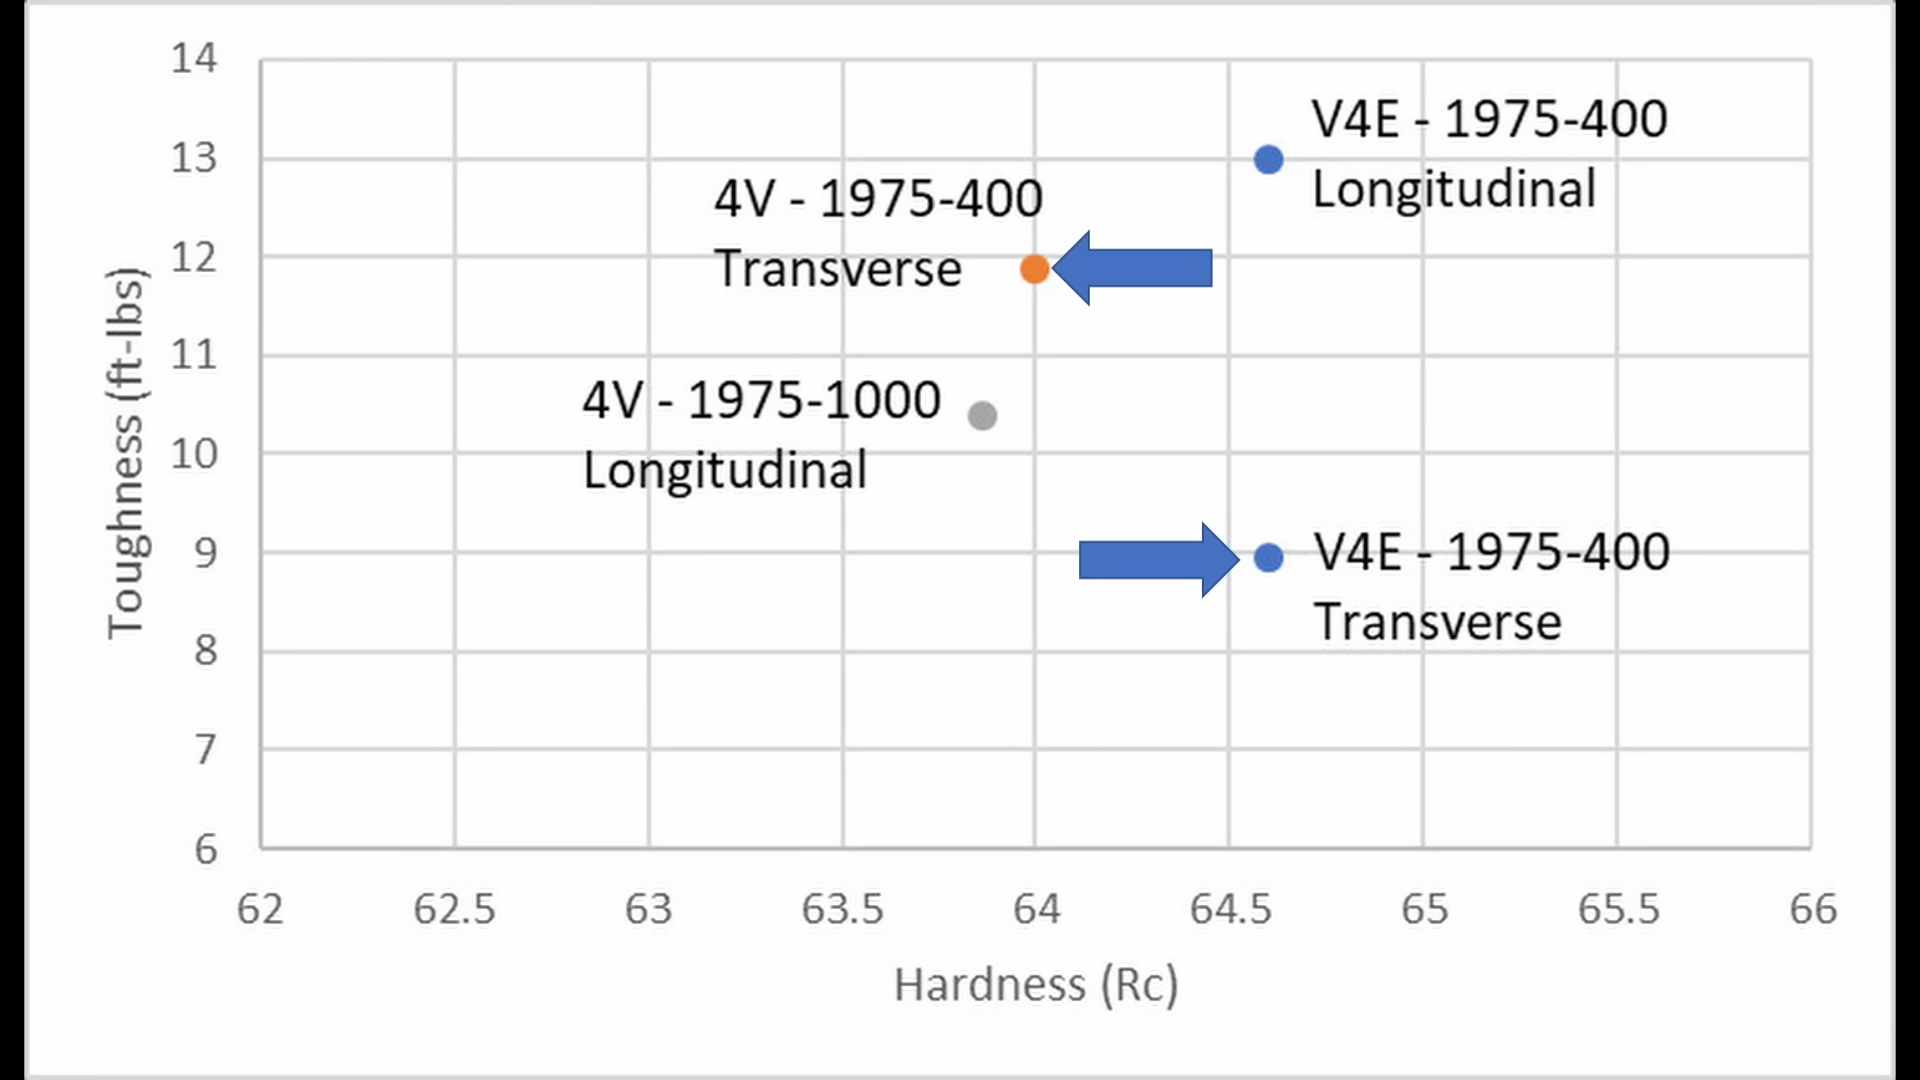 14
13
12
11
10
9
8
7
6
Toughness (ft-lbs)
V4E - 1975-400
Longitudinal
4V - 1975-400
Transverse
4V - 1975-1000
Longitudinal
V4E - 1975-400
Transverse
62 62.5 63 63.5 64 64.5 65 65.5 66
Hardness (Rc)